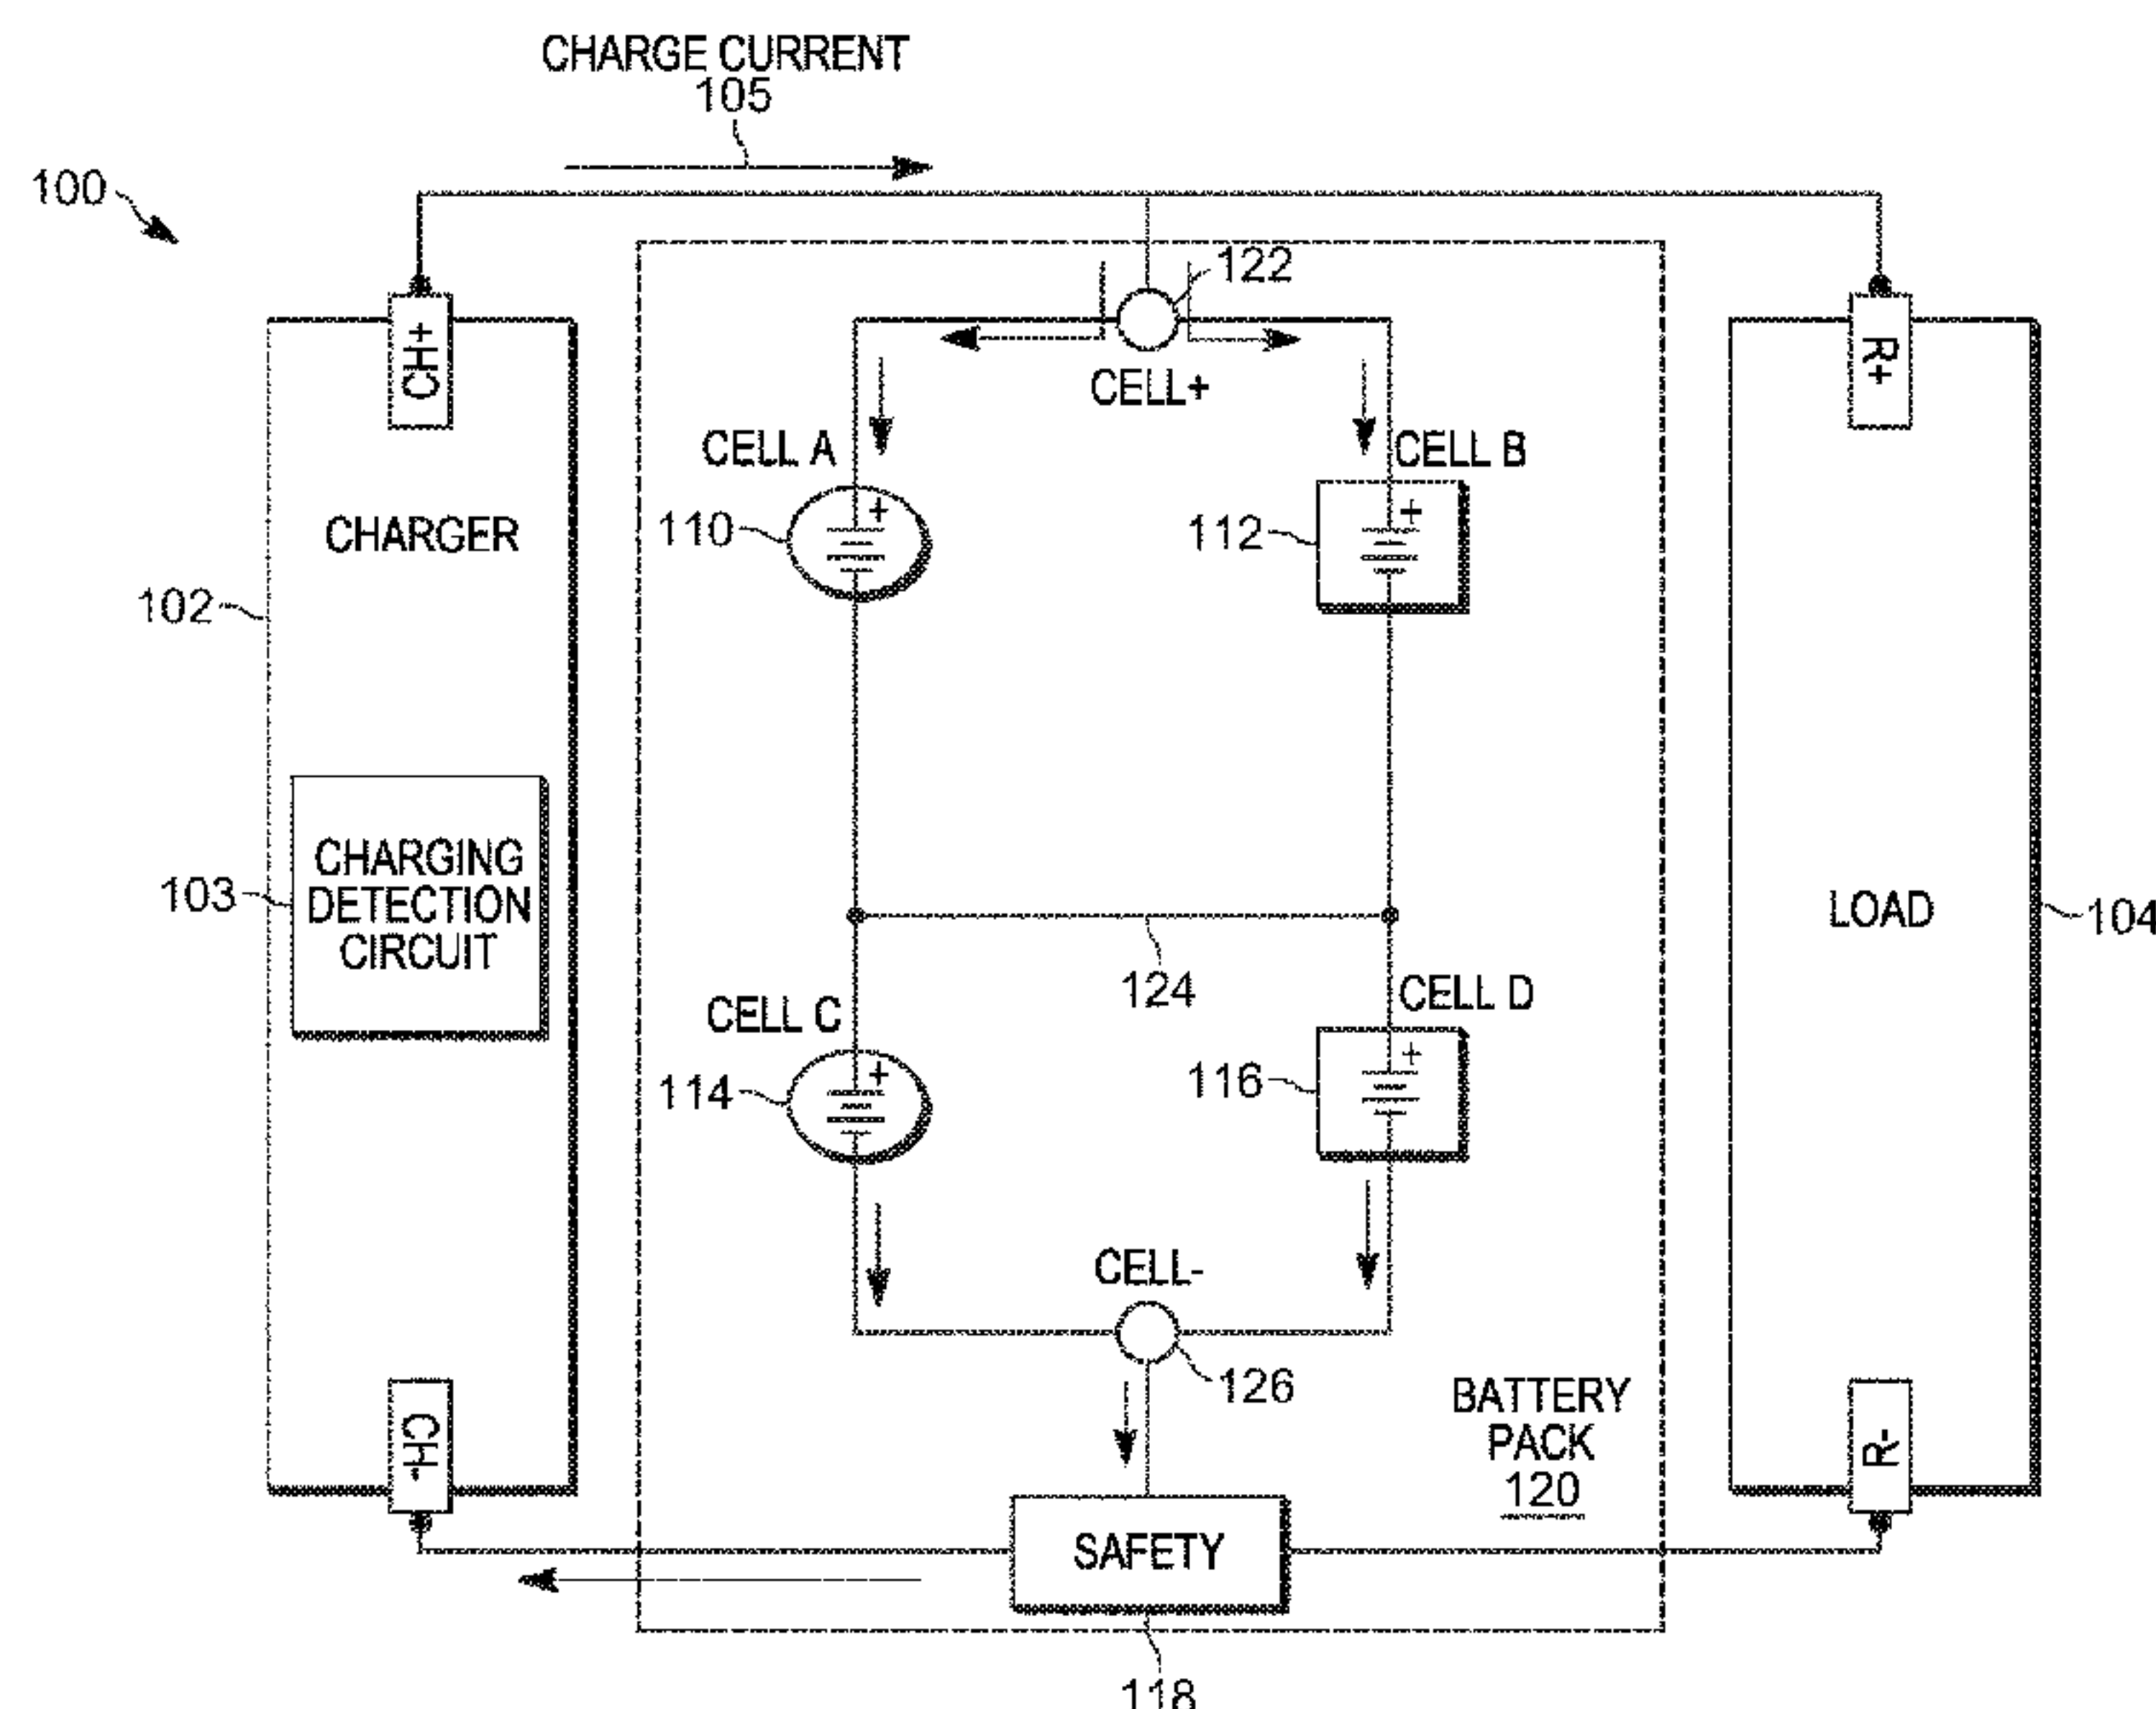 CHARGE CURRENT
105
100
122
CH+
R+
CELL+
CELL A
CELL B
+
+
110
112
CHARGER
102
CHARGING
DETECTION
CIRCUIT
103
LOAD
104
124
CELL C
CELL D
+
+
114
116
CELL-
126
BATTERY
PACK
120
CH-
R-
SAFETY
118